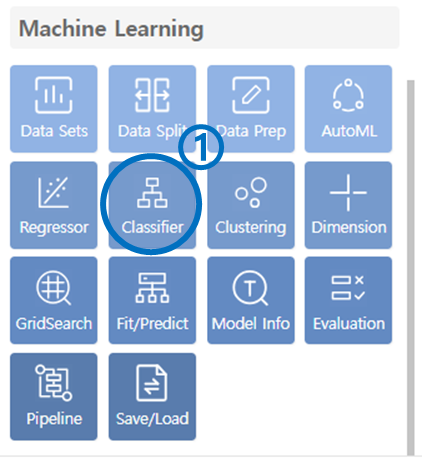 Machine Learning
Data Sets
Data Split
Data Prep
AutoML
1
Regressor
Classifier
Clustering
Dimension
GridSearch
Fit/Predict
T
Model Info
Evaluation
Pipeline
Save/Load